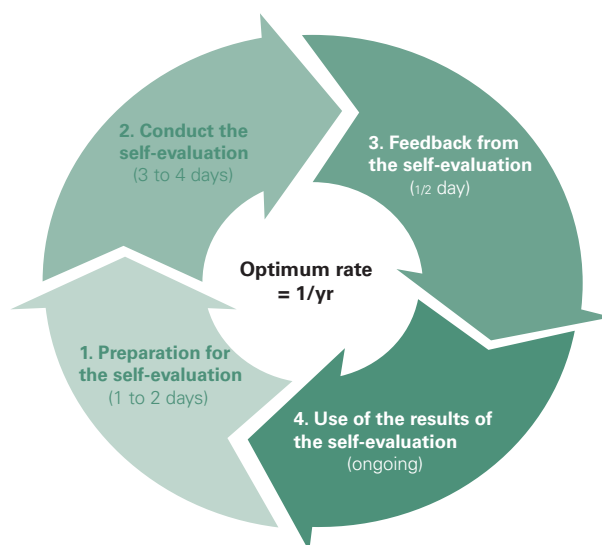 2. Conduct the
self-evaluation
(3 to 4 days)
3. Feedback from
the self-evaluation
(1/2 day)
Optimum rate
= 1/yr
1. Preparation for
the self-evaluation
(1 to 2 days)
4. Use of the results of
the self-evaluation
(ongoing)